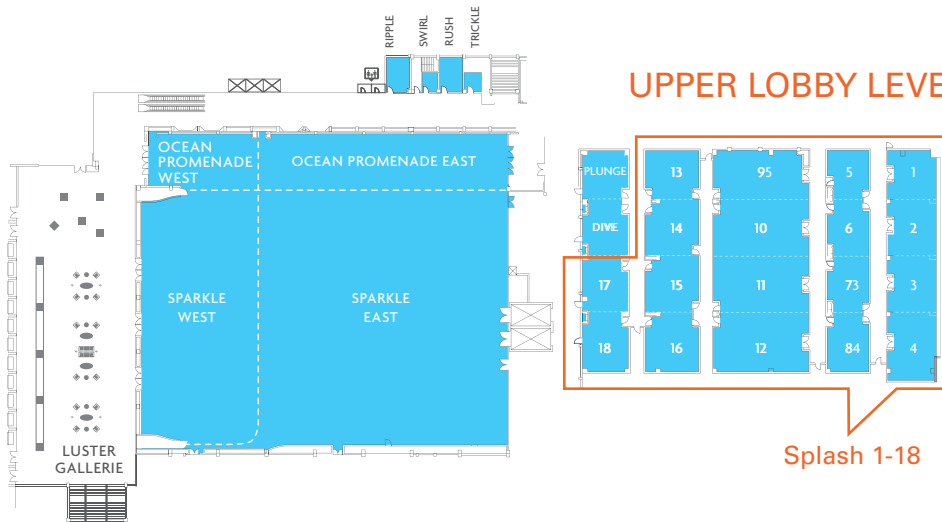 RIPPLE
SWIRL
RUSH
TRICKLE
UPPER LOBBY LEVE
OCEAN
PROMENADE
WEST
OCEAN PROMENADE EAST
PLUNGE
13
95
5
1
DIVE
14
10
6
2
17
15
11
73
3
18
16
12
84
4
SPARKLE
WEST
SPARKLE
EAST
LUSTER
GALLERIE
Splash 1-18